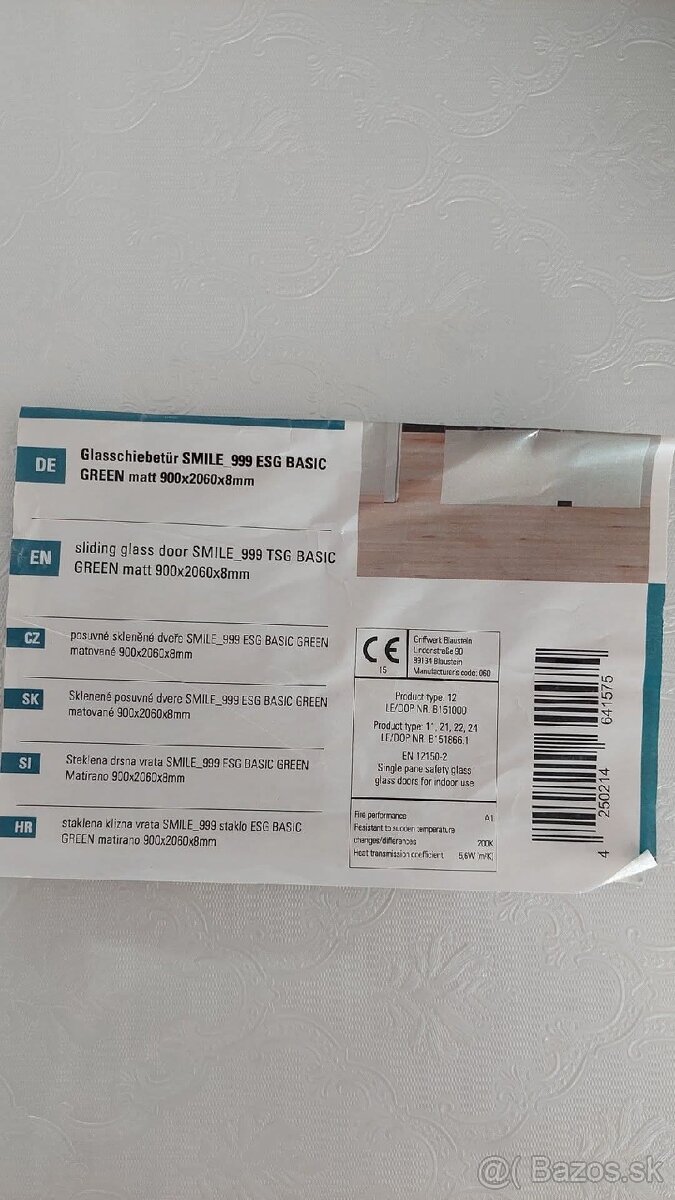 DE
Glasschiebetür SMILE_999 ESG BASIC
GREEN matt 900x2060x8mm
EN
sliding glass door SMILE_999 TSG BASIC
GREEN matt 900x2060x8mm
CZ
posuvné skleněné dveře SMILE_999 ESG BASIC GREEN
matované 900x2060x8mm
SK
Sklenené posuvné dvere SMILE_999 ESG BASIC GREEN
matované 900x2060x8mm
SI
Steklena drsna vrata SMILE_999 ESG BASIC GREEN
Matirano 900x2060x8mm
HR
staklena klizna vrata SMILE_999 staklo ESG BASIC
GREEN matirano 900x2060x8mm
CE
15
Griffwerk Blaustein
Lindenstraße 90
89134 Blaustein
Manufacturers code: 060
Product type: 12
LE/DOP NR. B151000
Product type: 11, 21, 22, 24
LE/DOP NR. B151866.1
EN 12150-2
Single pane safety glass
glass doors for indoor use
Fire performance A1
Resistant to sudden temperature
changes/differences 200K
Heat transmission coefficient 5,6W (m²K)
4 250214 641575
@( Bazos.sk